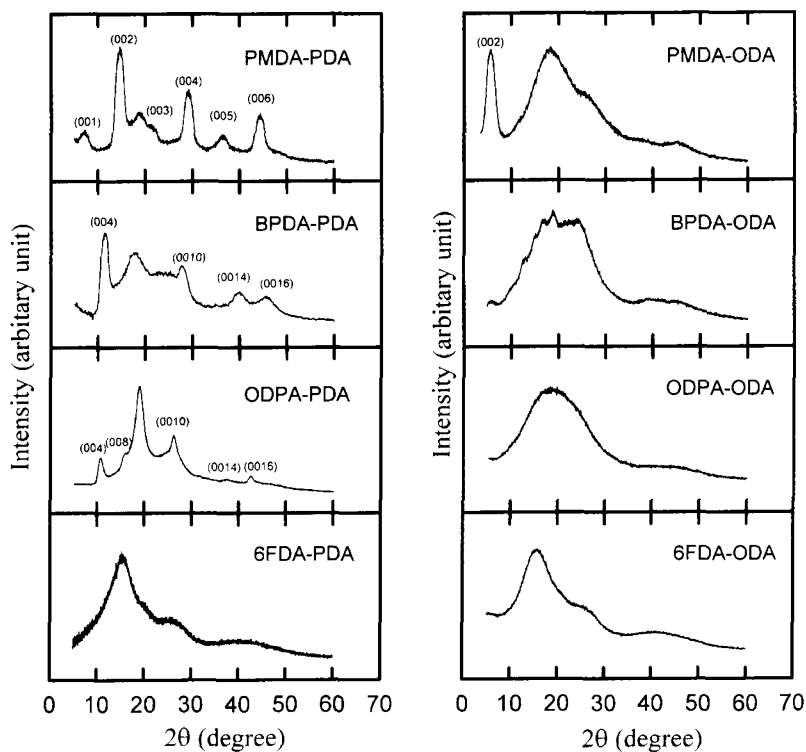 Intensity (arbitary unit)
PMDA-PDA
(001)
(002)
(003)
(004)
(005)
(006)
BPDA-PDA
(004)
(0010)
(0014)
(0016)
ODPA-PDA
(004)
(008)
(0010)
(0014)
(0016)
6FDA-PDA
0 10 20 30 40 50 60 70
2θ (degree)
Intensity (arbitary unit)
PMDA-ODA
(002)
BPDA-ODA
ODPA-ODA
6FDA-ODA
0 10 20 30 40 50 60 70
2θ (degree)